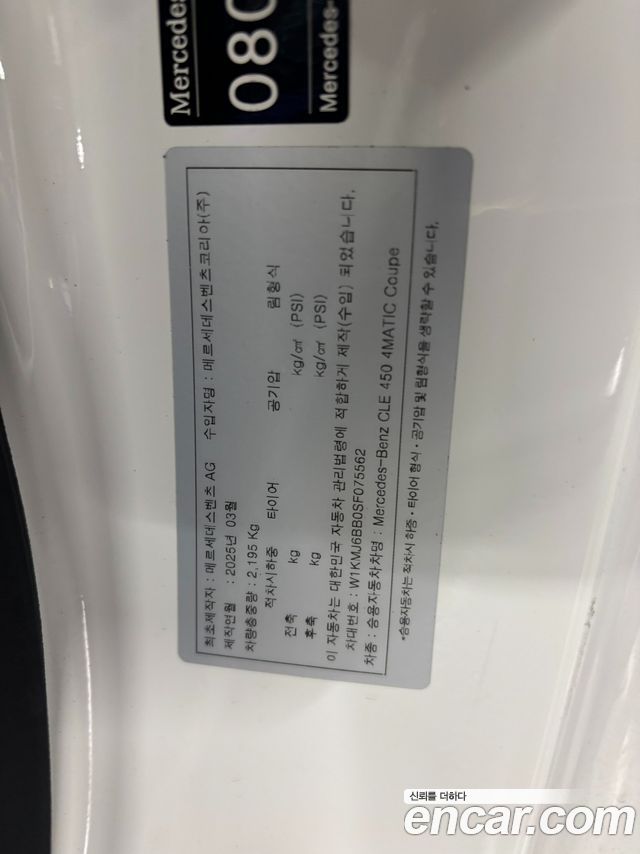 Mercedes
080
Mercedes-
최초제작자 : 메르세데스벤츠 AG 수입자명 : 메르세데스벤츠코리아(주)
제작연월 : 2025년 03월
차량총중량 : 2,195 Kg
적차시하중 타이어 공기압 림형식
전축 kg kg/㎠ (PSI)
후축 kg kg/㎠ (PSI)
이 자동차는 대한민국 자동차 관리법령에 적합하게 제작(수입) 되었습니다.
차대번호 : W1KMJ6BB0SF075562
차종 : 승용자동차차명 : Mercedes-Benz CLE 450 4MATIC Coupe
*승용자동차는 적차시 하중 · 타이어 형식 · 공기압 및 림형식을 생략할 수 있습니다.
신뢰를 더하다
encar.com